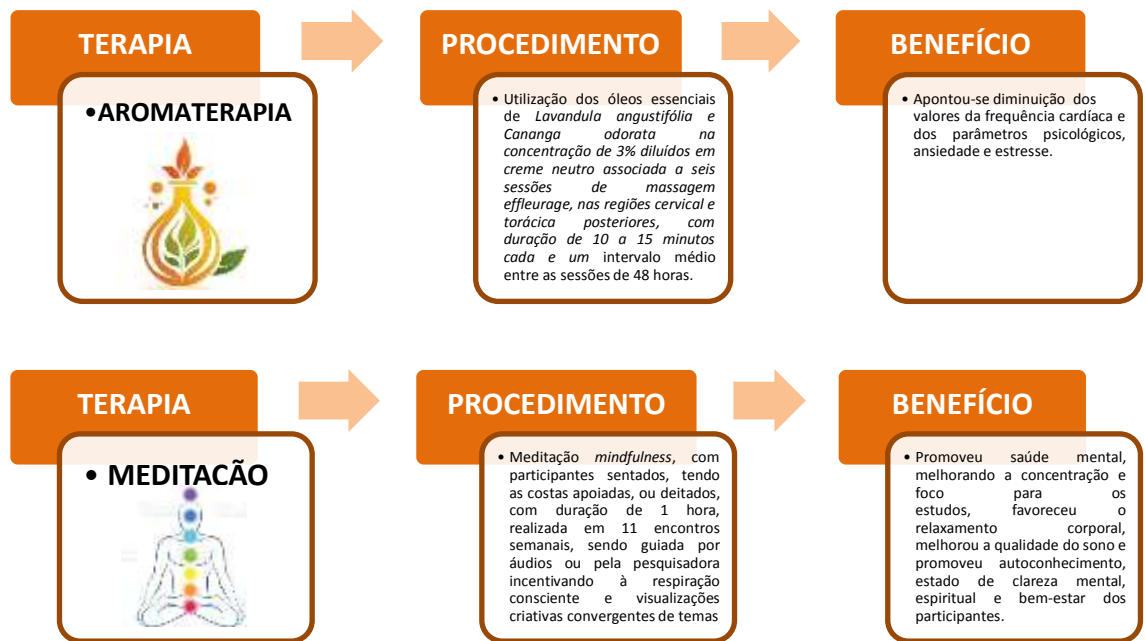 TERAPIA
PROCEDIMENTO
BENEFÍCIO
•AROMATERAPIA
• Utilização dos óleos essenciais
de Lavandula angustifólia e
Cananga odorata na
concentração de 3% diluídos em
creme neutro associada a seis
sessões de massagem
effleurage, nas regiões cervical e
torácica posteriores, com
duração de 10 a 15 minutos
cada e um intervalo médio
entre as sessões de 48 horas.
• Apontou-se diminuição dos
valores da frequência cardíaca e
dos parâmetros psicológicos,
ansiedade e estresse.
TERAPIA
PROCEDIMENTO
BENEFÍCIO
• MEDITACÃO
• Meditação mindfulness, com
participantes sentados, tendo
as costas apoiadas, ou deitados,
com duração de 1 hora,
realizada em 11 encontros
semanais, sendo guiada por
áudios ou pela pesquisadora
incentivando à respiração
consciente e visualizações
criativas convergentes de temas
• Promoveu saúde mental,
melhorando a concentração e
foco para os
estudos, favoreceu o
relaxamento corporal,
melhorou a qualidade do sono e
promoveu autoconhecimento,
estado de clareza mental,
espiritual e bem-estar dos
participantes.